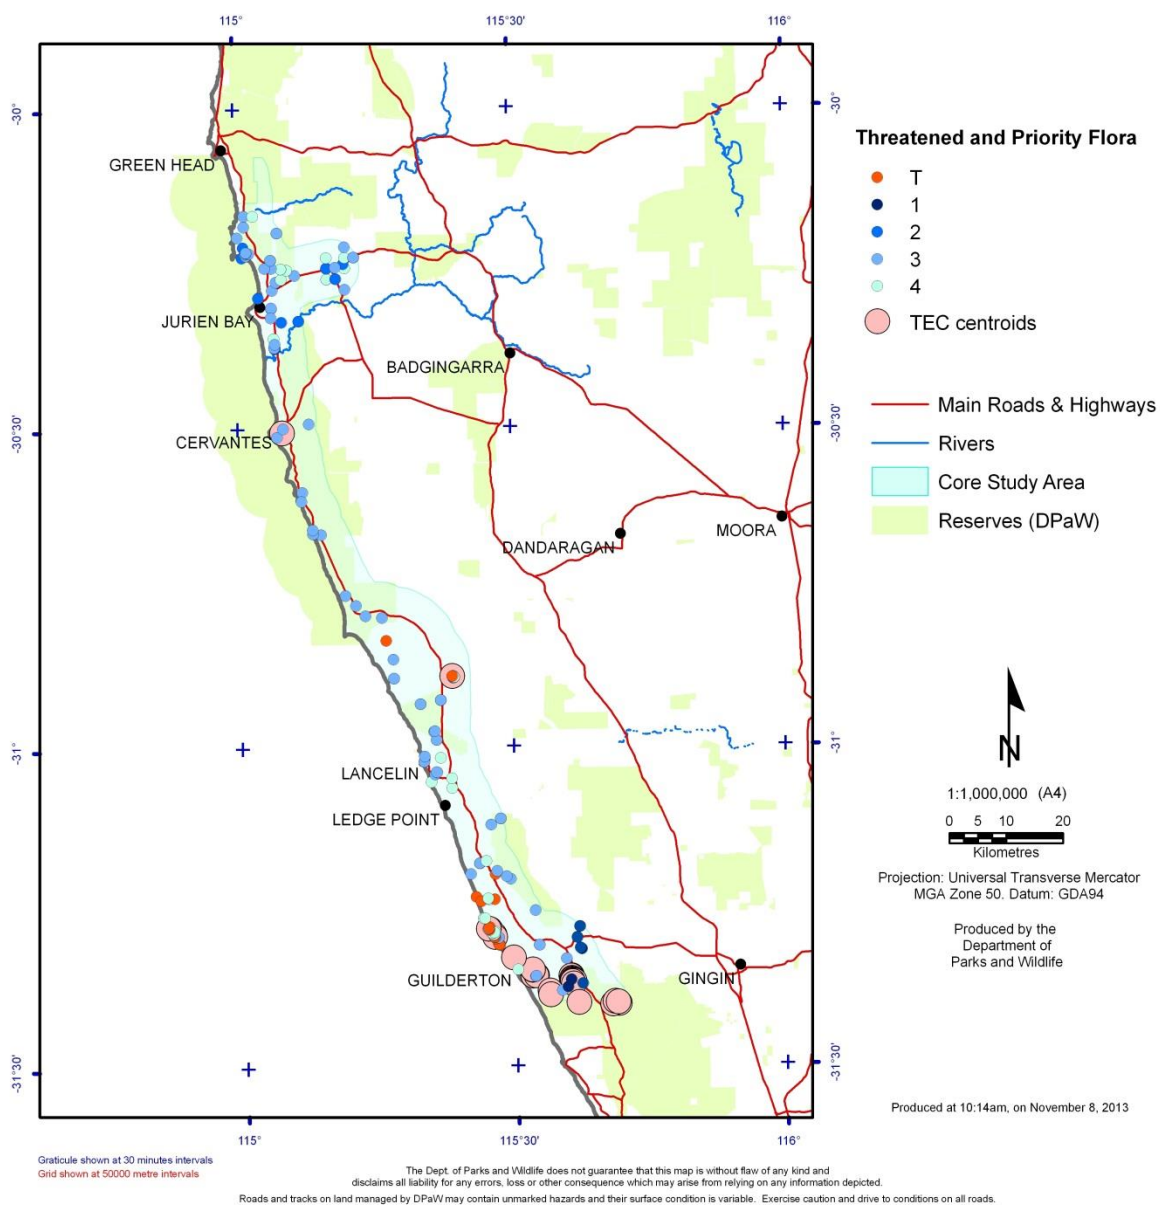 115°
115°30'
116°
-30°
-30°
GREEN HEAD
JURIEN BAY
BADGINGARRA
-30°30'
-30°30'
CERVANTES
MOORA
DANDARAGAN
-31°
-31°
LANCELIN
LEDGE POINT
GUILDERTON
GINGIN
-31°30'
-31°30'
115°
115°30'
116°
Threatened and Priority Flora
T
1
2
3
4
TEC centroids
Main Roads & Highways
Rivers
Core Study Area
Reserves (DPaW)
N
1:1,000,000 (A4)
0 5 10 20
Kilometres
Projection: Universal Transverse Mercator
MGA Zone 50. Datum: GDA94
Produced by the
Department of
Parks and Wildlife
Produced at 10:14am, on November 8, 2013
Graticule shown at 30 minutes intervals
Grid shown at 50000 metre intervals
The Dept. of Parks and Wildlife does not guarantee that this map is without flaw of any kind and
disclaims all liability for any errors, loss or other consequence which may arise from relying on any information depicted.
Roads and tracks on land managed by DPaW may contain unmarked hazards and their surface condition is variable. Exercise caution and drive to conditions on all roads.